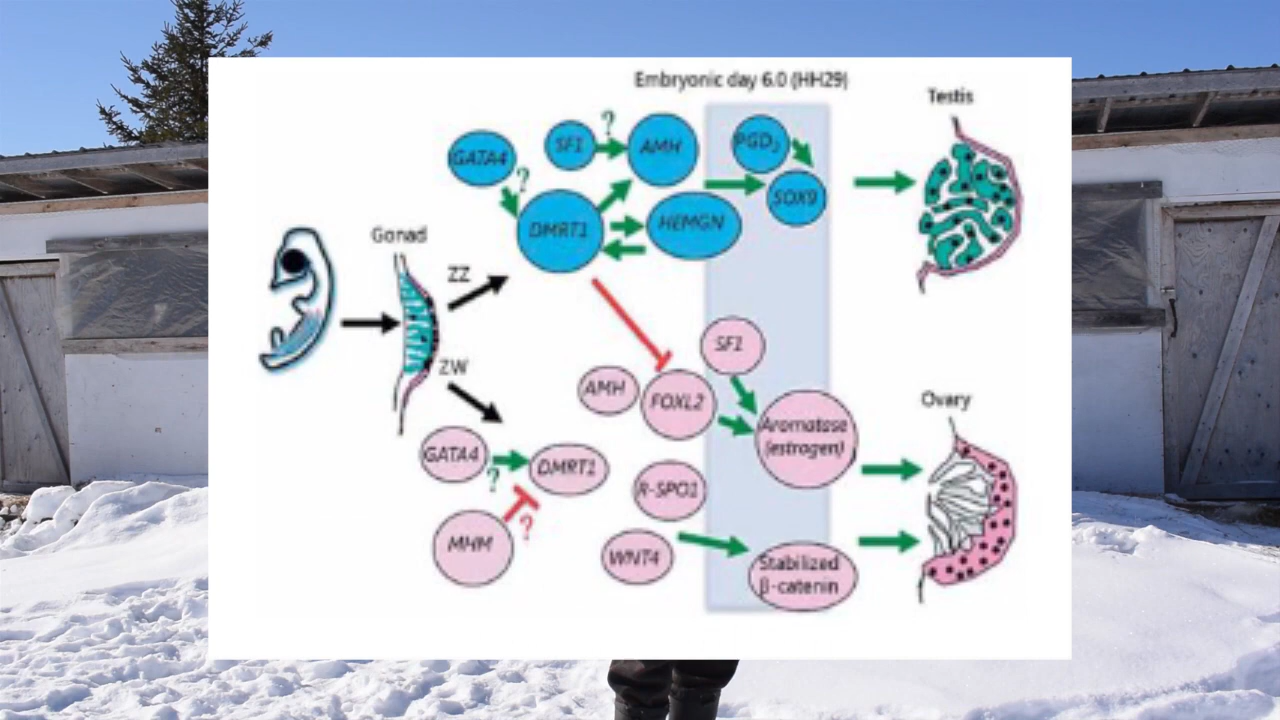 Embryonic day 6.0 (HH29)
Testis
GATA4
SF1
?
AMH
PGD₂
?
SOX9
DMRT1
HEMGN
Gonad
ZZ
ZW
SF1
AMH
FOXL2
Aromatase
(estrogen)
Ovary
GATA4
?
DMRT1
R-SPO1
MHM
?
WNT4
Stabilized
β-catenin